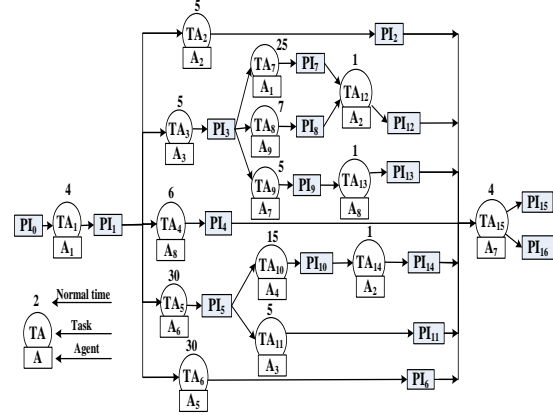 5
TA2
A2
PI2
25
TA7
A1
PI7
1
TA12
A2
PI12
5
TA3
A3
PI3
7
TA8
A9
PI8
5
TA9
A7
PI9
1
TA13
A8
PI13
PI0
4
TA1
A1
PI1
6
TA4
A8
PI4
4
TA15
A7
PI15
PI16
15
TA10
A4
PI10
1
TA14
A2
PI14
30
TA5
A6
PI5
5
TA11
A3
PI11
30
TA6
A5
PI6
2
Normal time
TA
Task
A
Agent